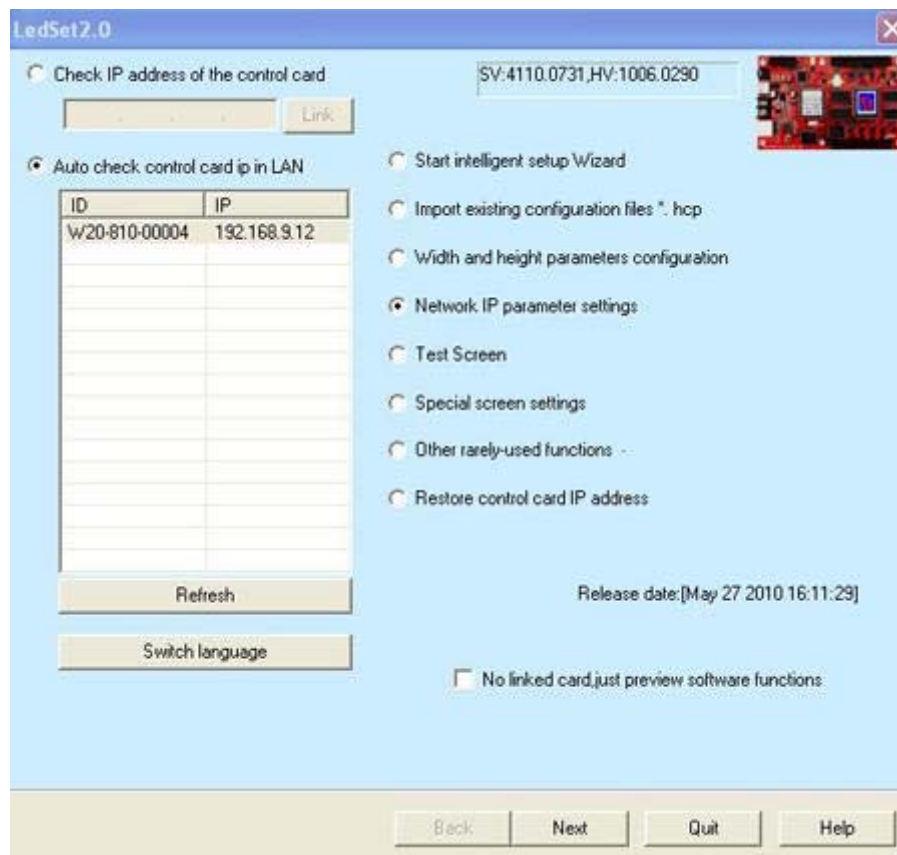 LedSet2.0
Check IP address of the control card
Link
SV:4110.0731,HV:1006.0290
Auto check control card ip in LAN
ID IP
W20-810-00004 192.168.9.12
Refresh
Switch language
Start intelligent setup Wizard
Import existing configuration files *. hcp
Width and height parameters configuration
Network IP parameter settings
Test Screen
Special screen settings
Other rarely-used functions -
Restore control card IP address
Release date:[May 27 2010 16:11:29]
No linked card,just preview software functions
Back Next Quit Help